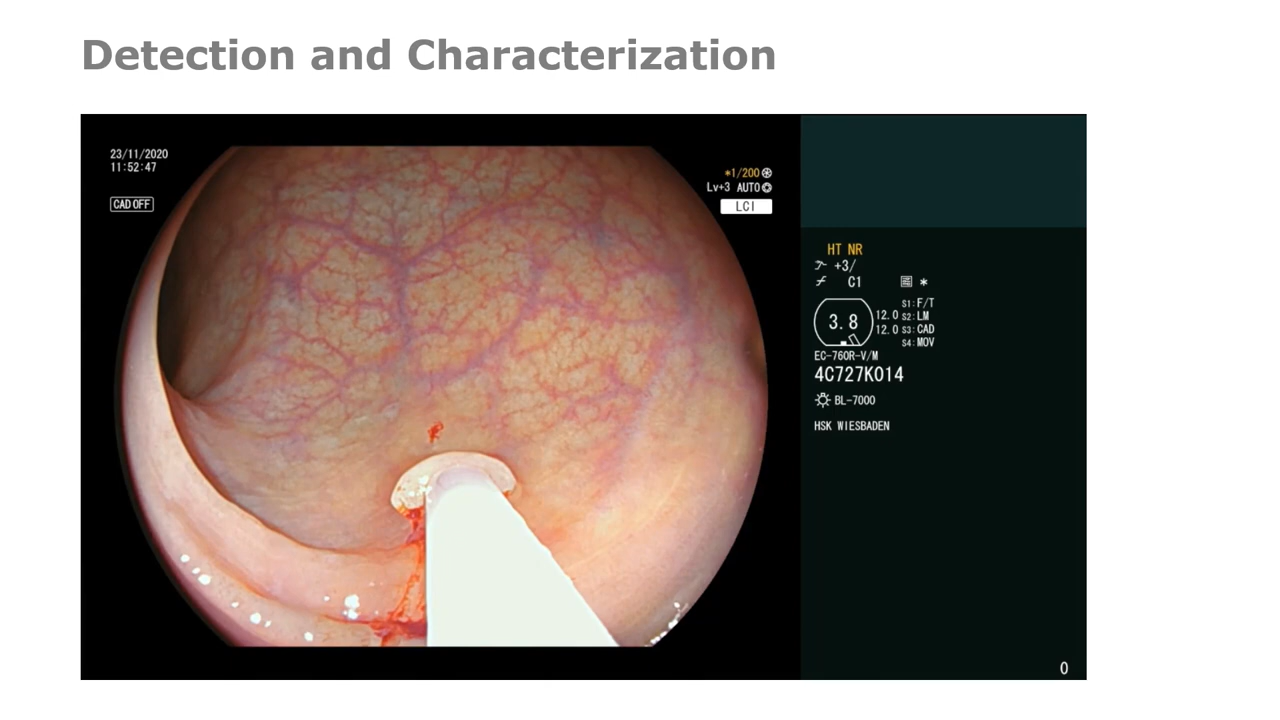 Detection and Characterization
23/11/2020
11:52:47
CAD OFF
*1/200
Lv+3 AUTO
LCI
HT NR
+3/
C1 *
3.8
12.0
12.0
S1:F/T
S2:LM
S3:CAD
S4:MOV
EC-760R-V/M
4C727K014
BL-7000
HSK WIESBADEN
0